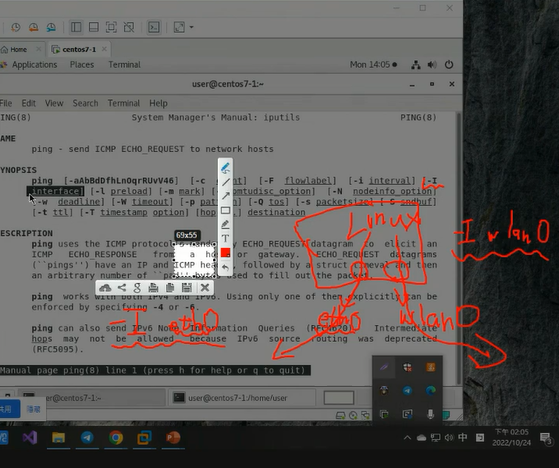 Home
centos7-1
Applications Places Terminal
Mon 14:05
user@centos7-1:~
File Edit View Search Terminal Help
PING(8) System Manager's Manual: iputils PING(8)
NAME
ping - send ICMP ECHO_REQUEST to network hosts
SYNOPSIS
ping [-aAbBdDfhLnOqrRUvV46] [-c [-F flowlabel] [-i interval] [-I
interface] [-l preload] [-m mark] [-N nodeinfo_option]
[-w deadline] [-W timeout] [-p [-Q tos] [-s packetsize] [-S sndbuf]
[-t ttl] [-T timestamp option] [hop destination
Linux
-I wlan0
DESCRIPTION
69x55
ping uses the ICMP protocol's ECHO_REQUEST datagram to elicit an
ICMP ECHO_RESPONSE from a or gateway. ECHO_REQUEST datagrams
(``pings'') have an IP and ICMP followed by a struct timeval and then
an arbitrary number of ``pad'' bytes used to fill out the packet.
ping works with both IPv4 and IPv6. Using only one of them explicitly can be
enforced by specifying -4 or -6.
-I eth0
eth0
wlan0
ping can also send IPv6 Node Information Queries (RFC4620). Intermediate
hops may not be allowed, because IPv6 source routing was deprecated
(RFC5095).
Manual page ping(8) line 1 (press h for help or q to quit)
user@centos7-1:~
user@centos7-1:/home/user
共用
隱藏
中
下午 02:05
2022/10/24